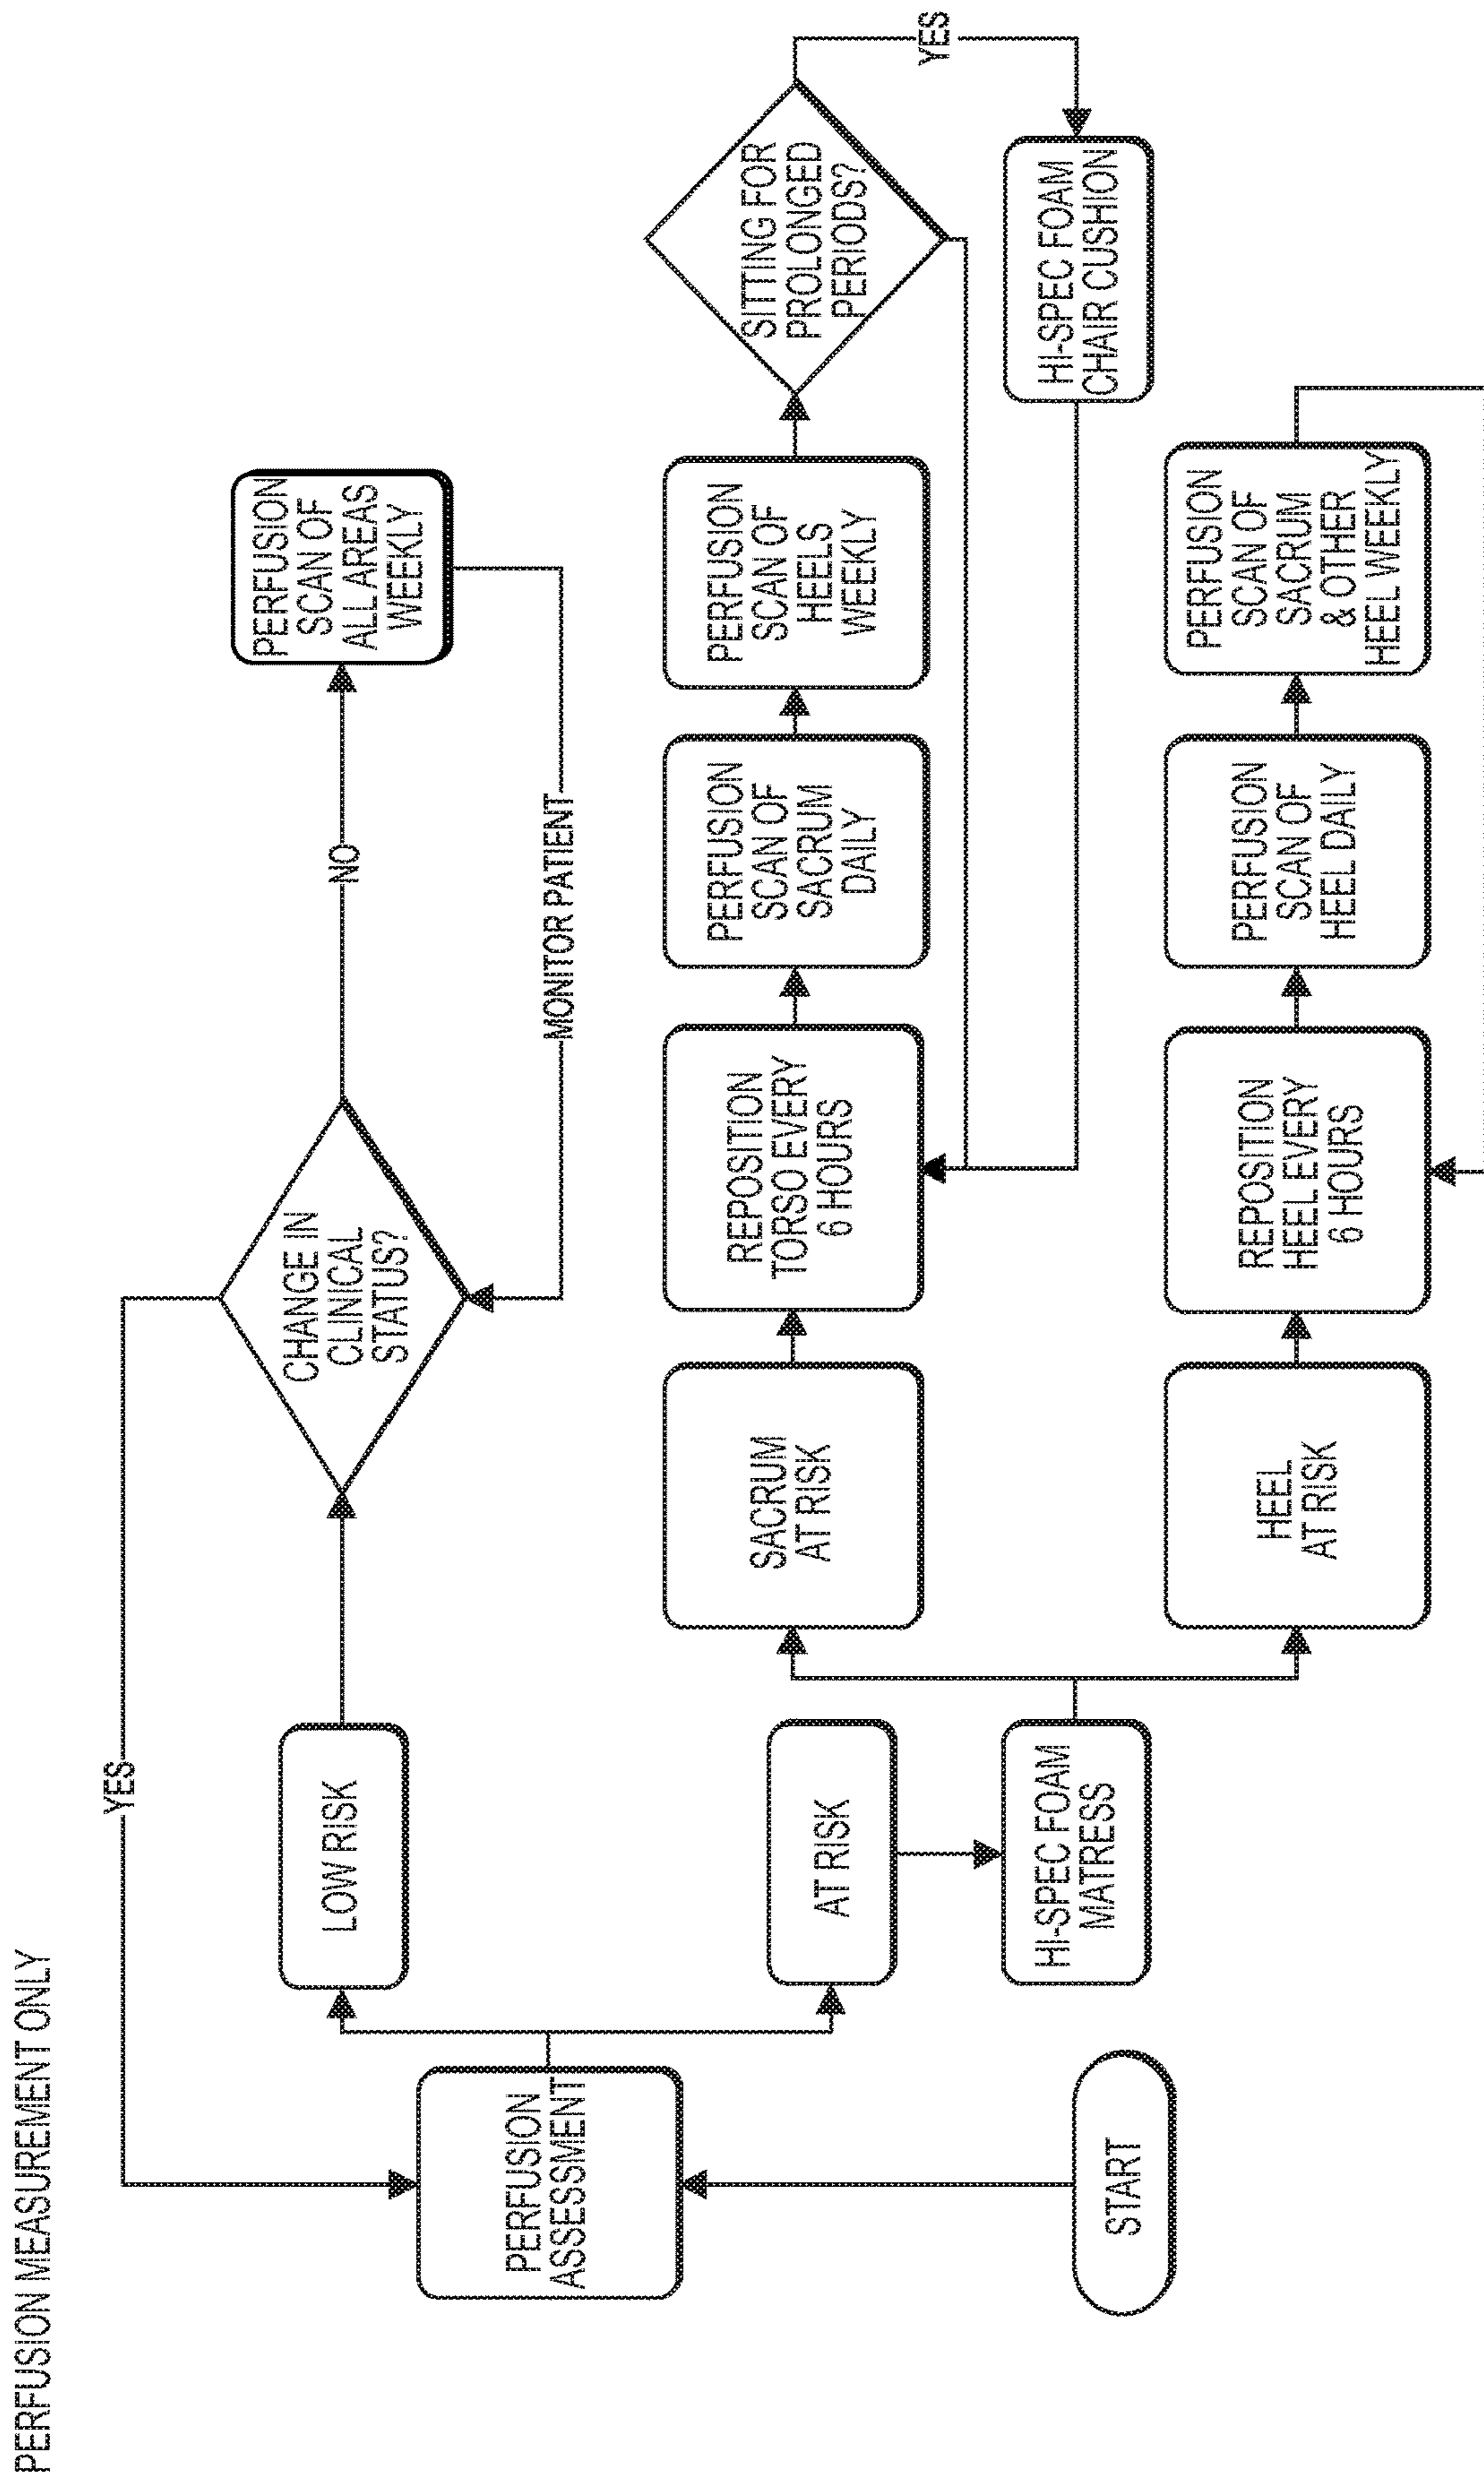 PERFUSION MEASUREMENT ONLY
YES
LOW RISK
CHANGE IN
CLINICAL
STATUS?
NO
PERFUSION
SCAN OF
ALL AREAS
WEEKLY
MONITOR PATIENT
PERFUSION
ASSESSMENT
START
AT RISK
HI-SPEC FOAM
MATRESS
SACRUM
AT RISK
REPOSITION
TORSO EVERY
6 HOURS
PERFUSION
SCAN OF
SACRUM
DAILY
PERFUSION
SCAN OF
HEELS
WEEKLY
SITTING FOR
PROLONGED
PERIODS?
YES
HI-SPEC FOAM
CHAIR CUSHION
HEEL
AT RISK
REPOSITION
HEEL EVERY
6 HOURS
PERFUSION
SCAN OF
HEEL DAILY
PERFUSION
SCAN OF
SACRUM
& OTHER
HEEL WEEKLY